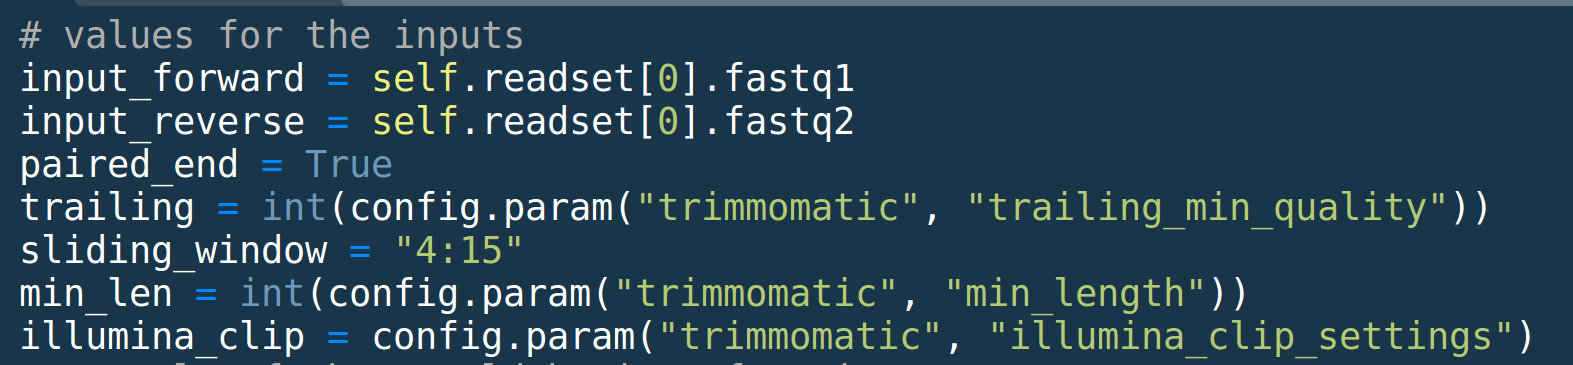 # values for the inputs
input_forward = self.readset[0].fastq1
input_reverse = self.readset[0].fastq2
paired_end = True
trailing = int(config.param("trimmomatic", "trailing_min_quality"))
sliding_window = "4:15"
min_len = int(config.param("trimmomatic", "min_length"))
illumina_clip = config.param("trimmomatic", "illumina_clip_settings")